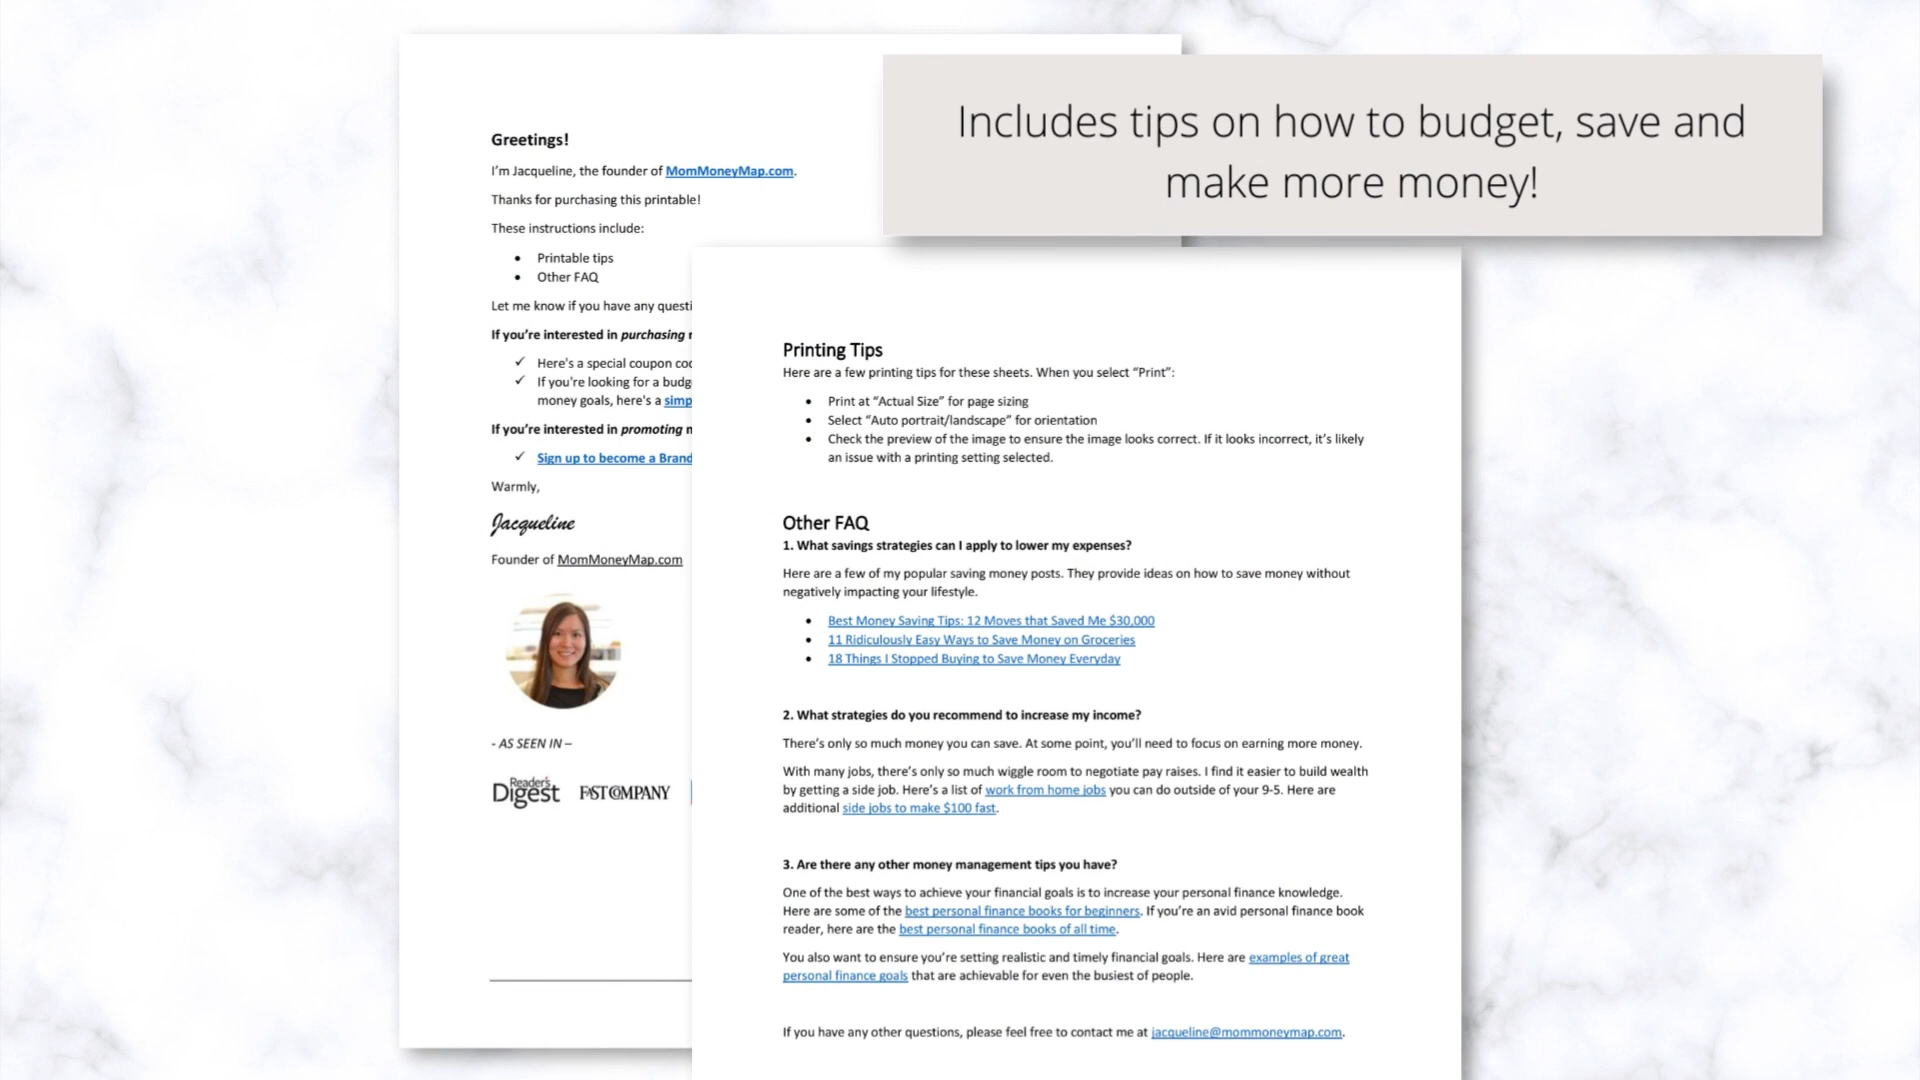 Includes tips on how to budget, save and
make more money!
Greetings!
I'm Jacqueline, the founder of MomMoneyMap.com.
Thanks for purchasing this printable!
These instructions include:
• Printable tips
• Other FAQ
Let me know if you have any questi
If you're interested in purchasing
✓ Here's a special coupon
✓ If you're looking for a budg
money goals, here's a simp
If you're interested in promoting
✓ Sign up to become a Brand
Warmly,
Jacqueline
Founder of MomMoneyMap.com
- AS SEEN IN –
Reader's
Digest
FAST COMPANY
Printing Tips
Here are a few printing tips for these sheets. When you select “Print”:
• Print at “Actual Size” for page sizing
• Select “Auto portrait/landscape” for orientation
• Check the preview of the image to ensure the image looks correct. If it looks incorrect, it's likely
an issue with a printing setting selected.
Other FAQ
1. What savings strategies can I apply to lower my expenses?
Here are a few of my popular saving money posts. They provide ideas on how to save money without
negatively impacting your lifestyle.
• Best Money Saving Tips: 12 Moves that Saved Me $30,000
• 11 Ridiculously Easy Ways to Save Money on Groceries
• 18 Things I Stopped Buying to Save Money Everyday
2. What strategies do you recommend to increase my income?
There's only so much money you can save. At some point, you'll need to focus on earning more money.
With many jobs, there's only so much wiggle room to negotiate pay raises. I find it easier to build wealth
by getting a side job. Here's a list of work from home jobs you can do outside of your 9-5. Here are
additional side jobs to make $100 fast.
3. Are there any other money management tips you have?
One of the best ways to achieve your financial goals is to increase your personal finance knowledge.
Here are some of the best personal finance books for beginners. If you're an avid personal finance book
reader, here are the best personal finance books of all time.
You also want to ensure you're setting realistic and timely financial goals. Here are examples of great
personal finance goals that are achievable for even the busiest of people.
If you have any other questions, please feel free to contact me at jacqueline@mommoneymap.com.